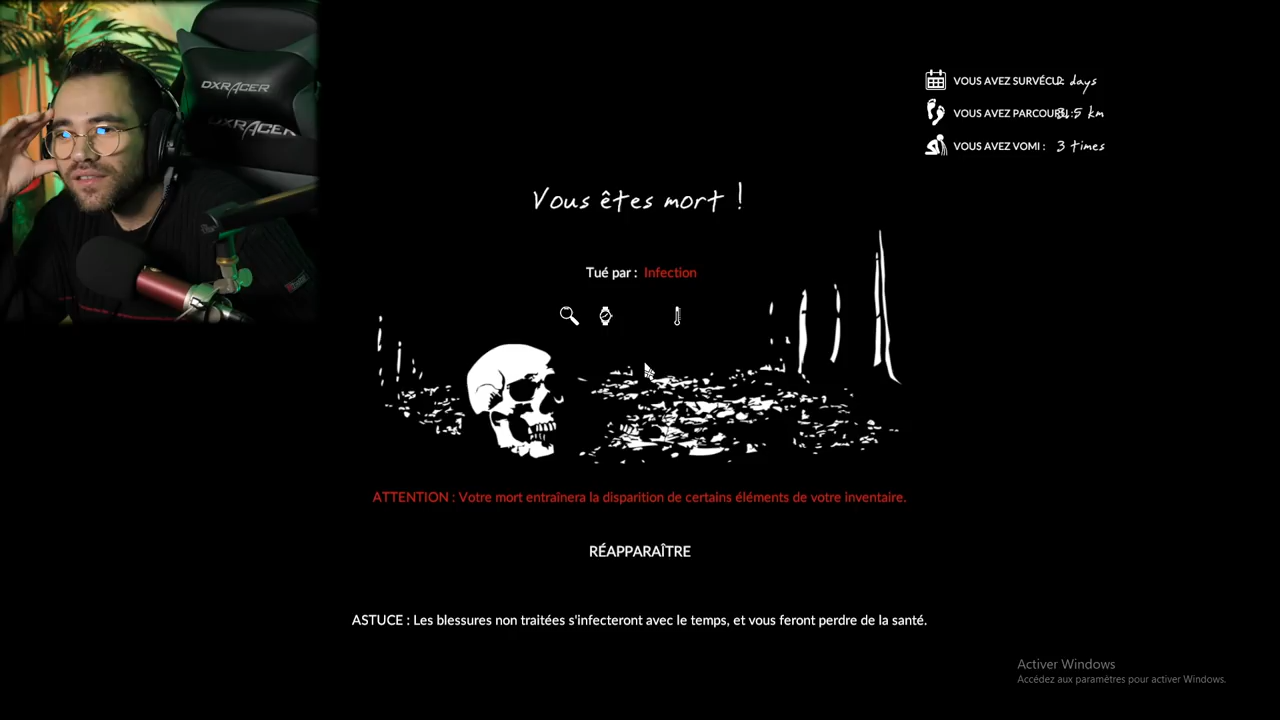 DXRACER
DXRACER
VOUS AVEZ SURVÉCU: days
VOUS AVEZ PARCOURU: 5 km
VOUS AVEZ VOMI : 3 times
Vous êtes mort !
Tué par : Infection
ATTENTION : Votre mort entraînera la disparition de certains éléments de votre inventaire.
RÉAPPARAÎTRE
ASTUCE : Les blessures non traitées s'infecteront avec le temps, et vous feront perdre de la santé.
Activer Windows
Accédez aux paramètres pour activer Windows.